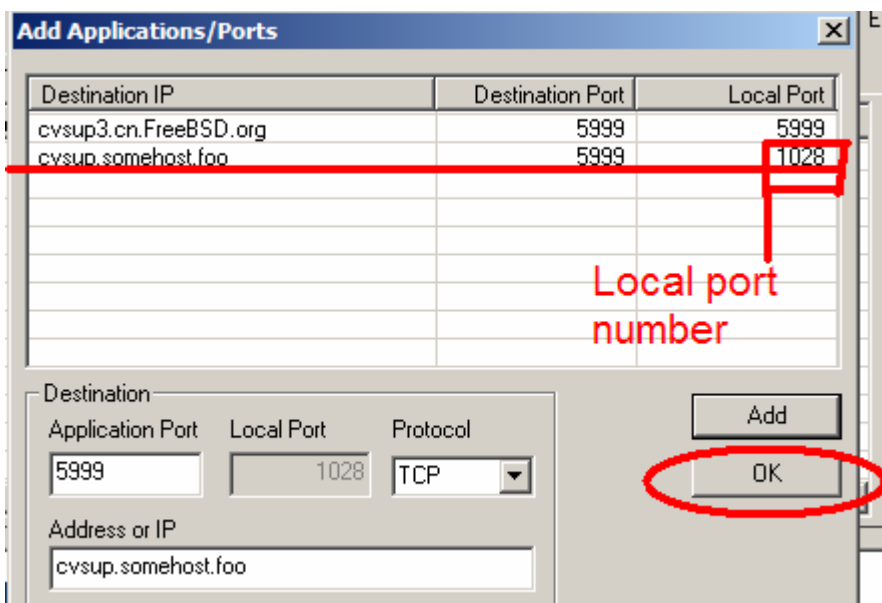 Add Applications/Ports
E
Destination IP Destination Port Local Port
cvsup3.cn.FreeBSD.org 5999 5999
cvsup.somehost.foo 5999 1028
Local port
number
Destination
Application Port Local Port Protocol
5999 1028 TCP
Add
OK
Address or IP
cvsup.somehost.foo